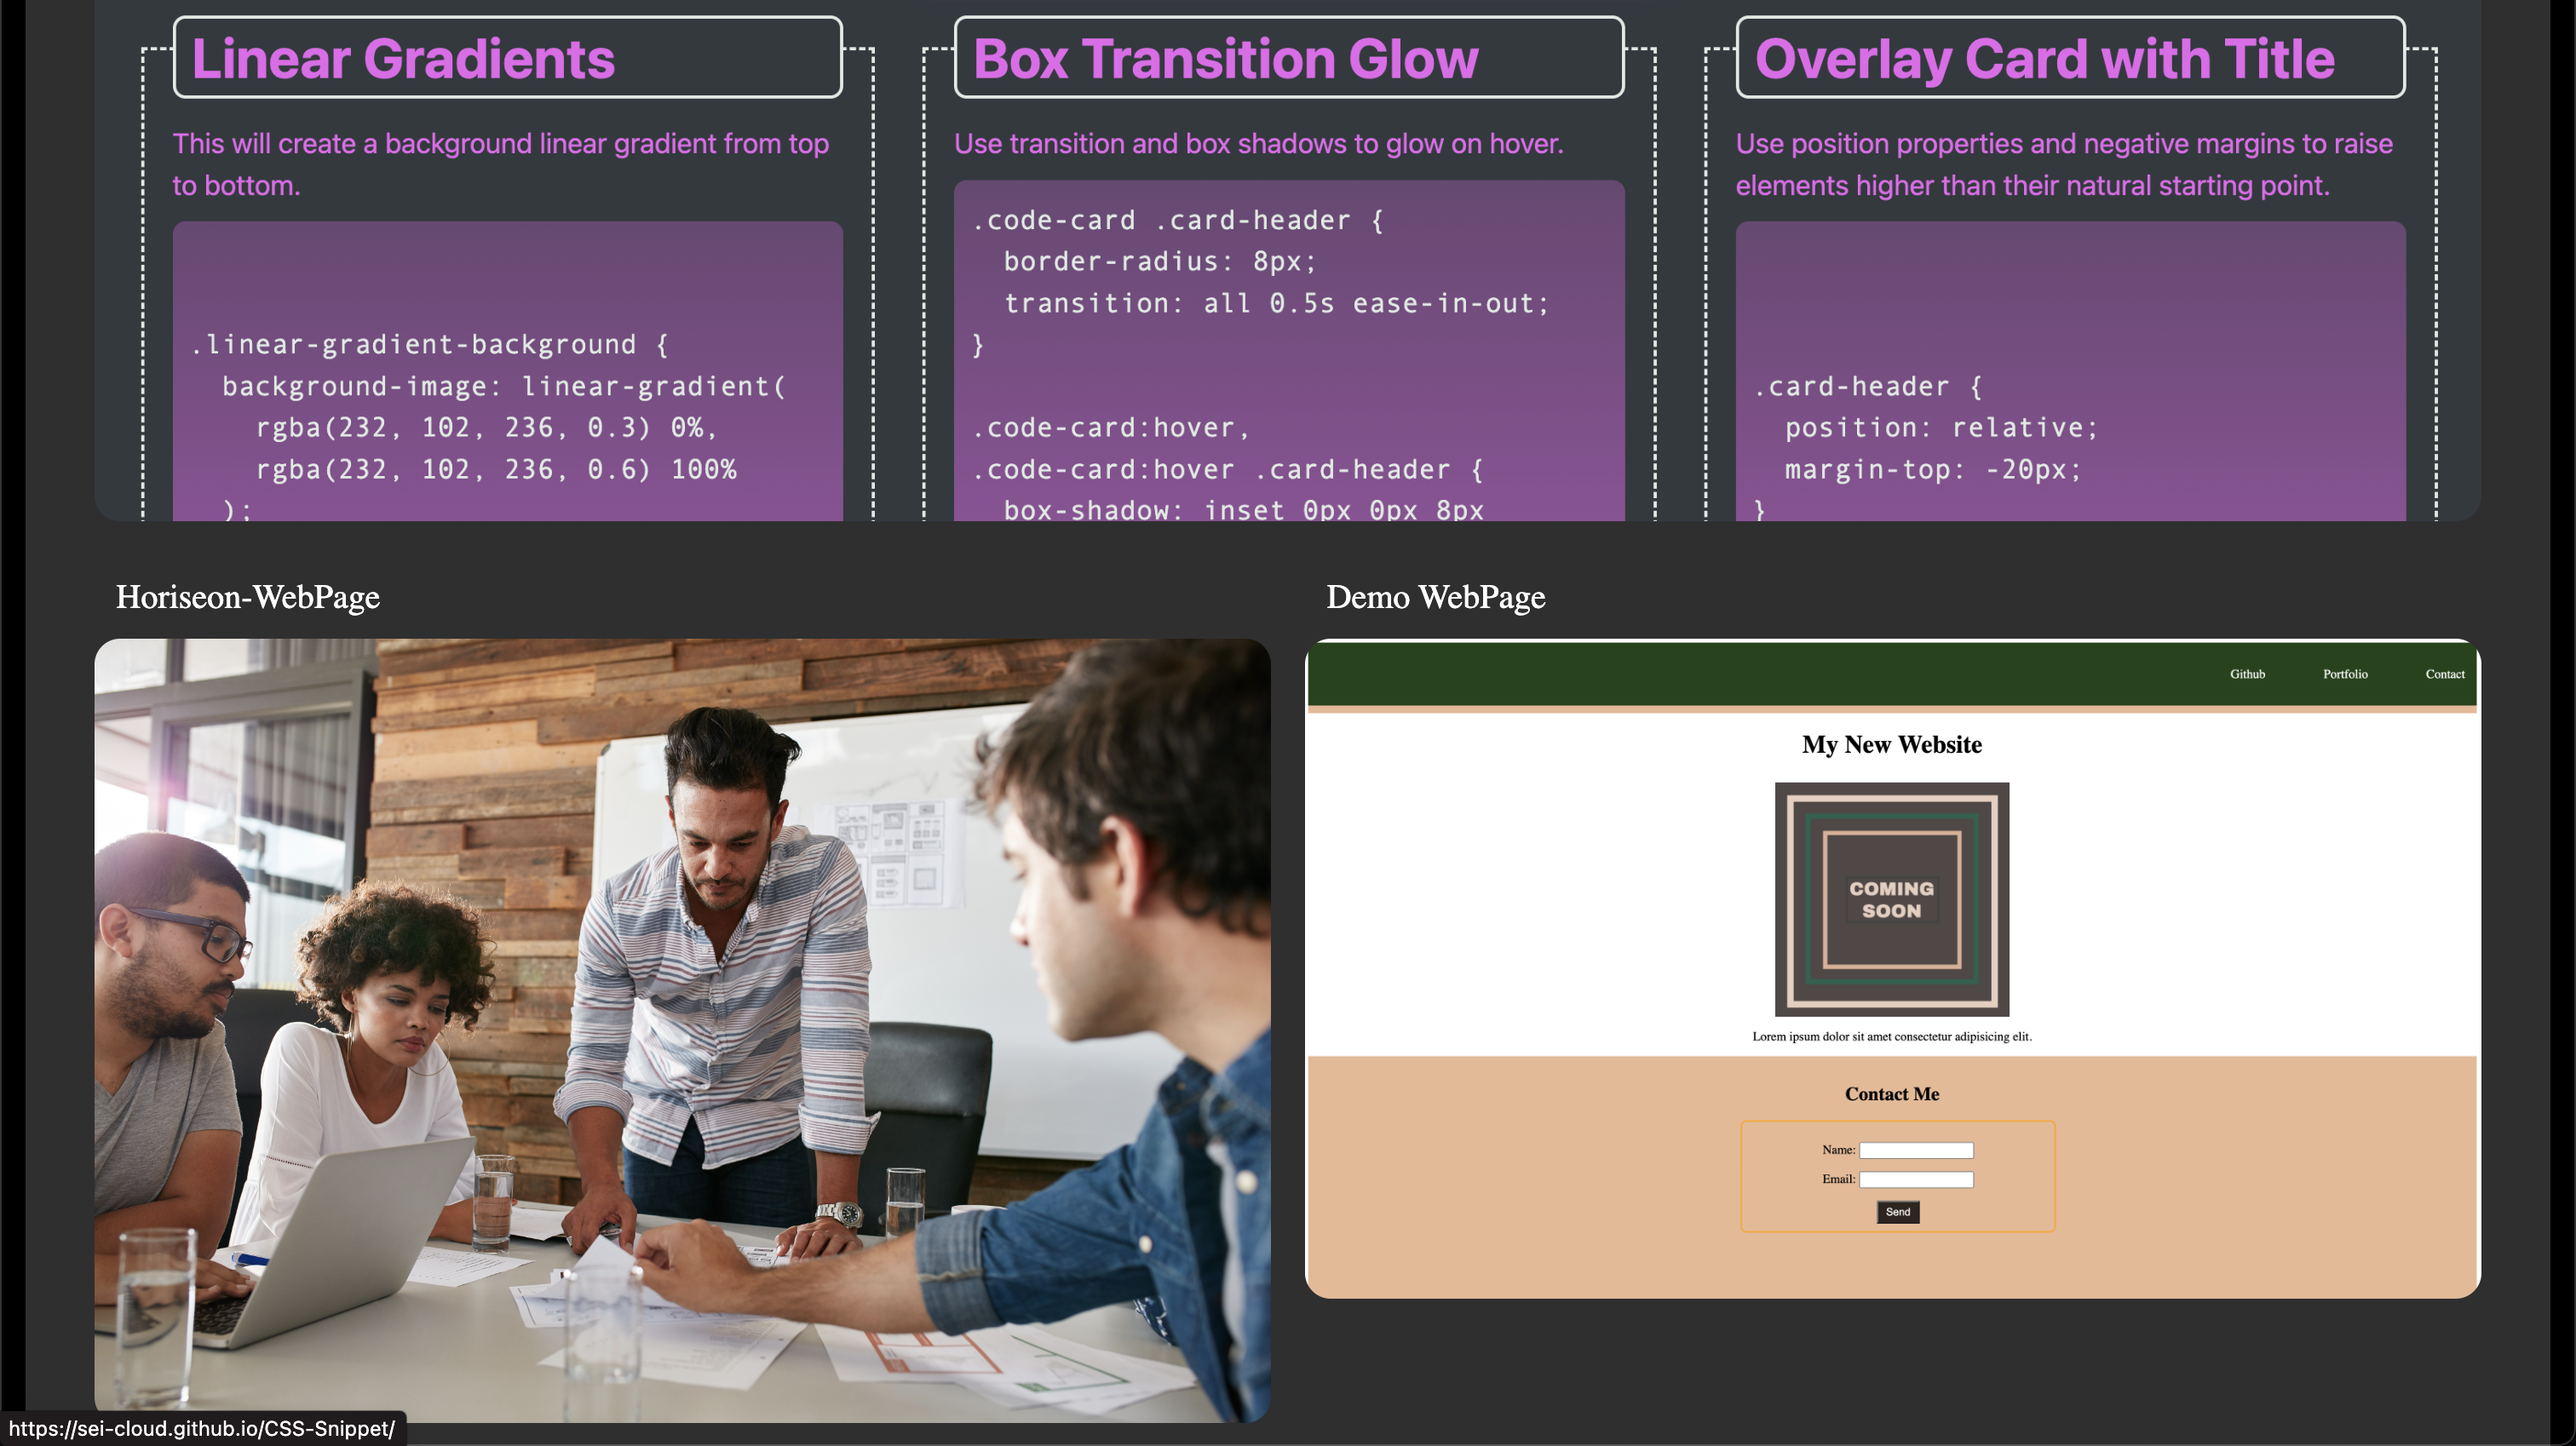 Linear Gradients
This will create a background linear gradient from top
to bottom.
.linear-gradient-background {
  background-image: linear-gradient(
    rgba(232, 102, 236, 0.3) 0%,
    rgba(232, 102, 236, 0.6) 100%
  );
Box Transition Glow
Use transition and box shadows to glow on hover.
.code-card .card-header {
  border-radius: 8px;
  transition: all 0.5s ease-in-out;
}
.code-card:hover,
.code-card:hover .card-header {
  box-shadow: inset 0px 0px 8px
Overlay Card with Title
Use position properties and negative margins to raise
elements higher than their natural starting point.
.card-header {
  position: relative;
  margin-top: -20px;
}
Horiseon-WebPage
Demo WebPage
Github Portfolio Contact
My New Website
COMING
SOON
Lorem ipsum dolor sit amet consectetur adipisicing elit.
Contact Me
Name:
Email:
Send
https://sei-cloud.github.io/CSS-Snippet/